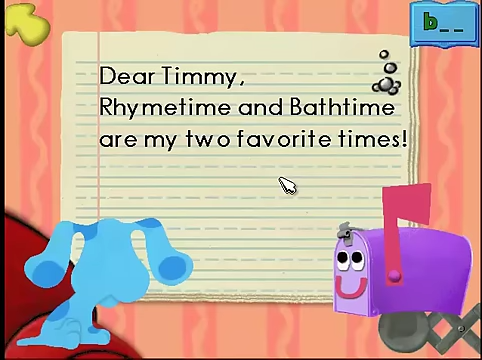 b__
Dear Timmy,
Rhymetime and Bathtime
are my two favorite times!